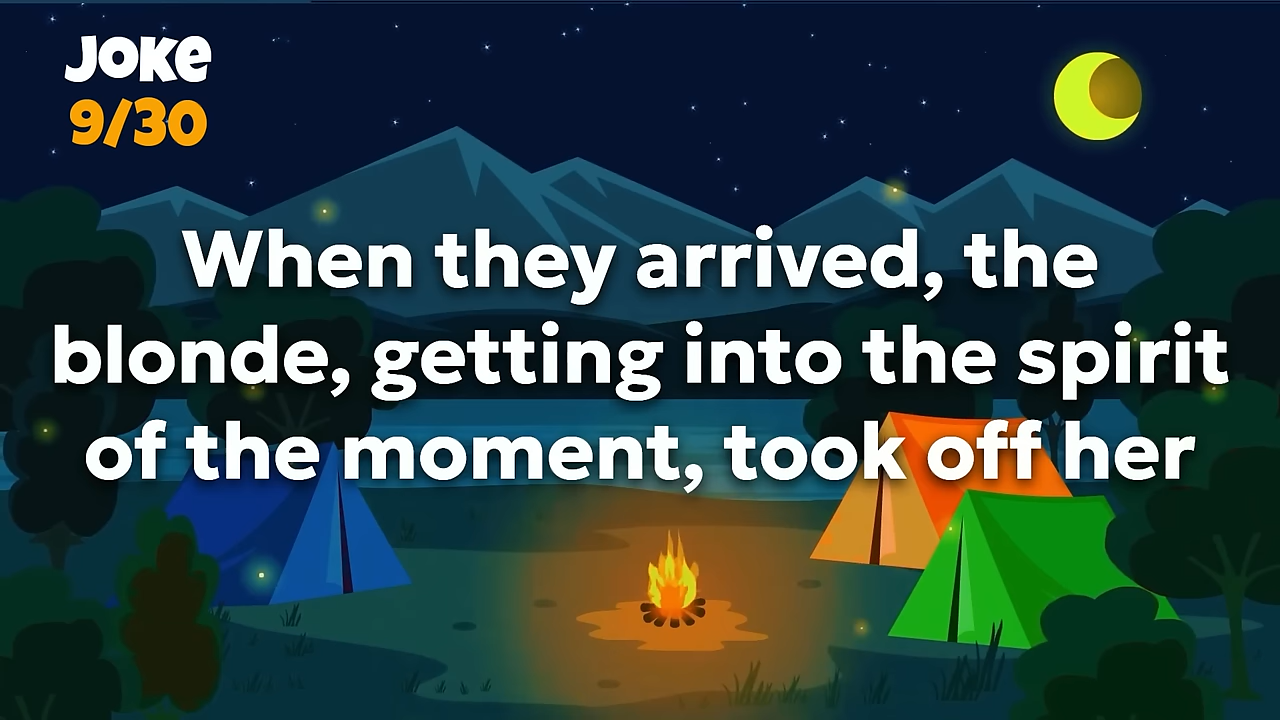 Joke
9/30
When they arrived, the
blonde, getting into the spirit
of the moment, took off her